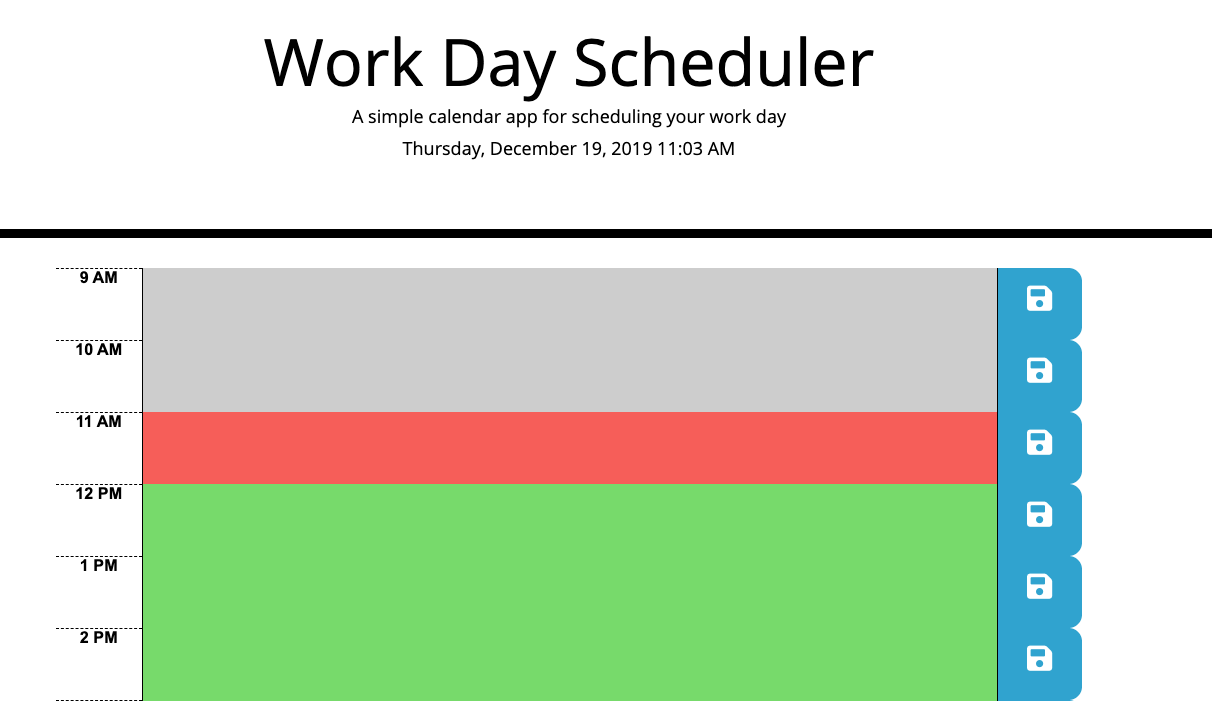 Work Day Scheduler
A simple calendar app for scheduling your work day
Thursday, December 19, 2019 11:03 AM
9 AM
10 AM
11 AM
12 PM
1 PM
2 PM